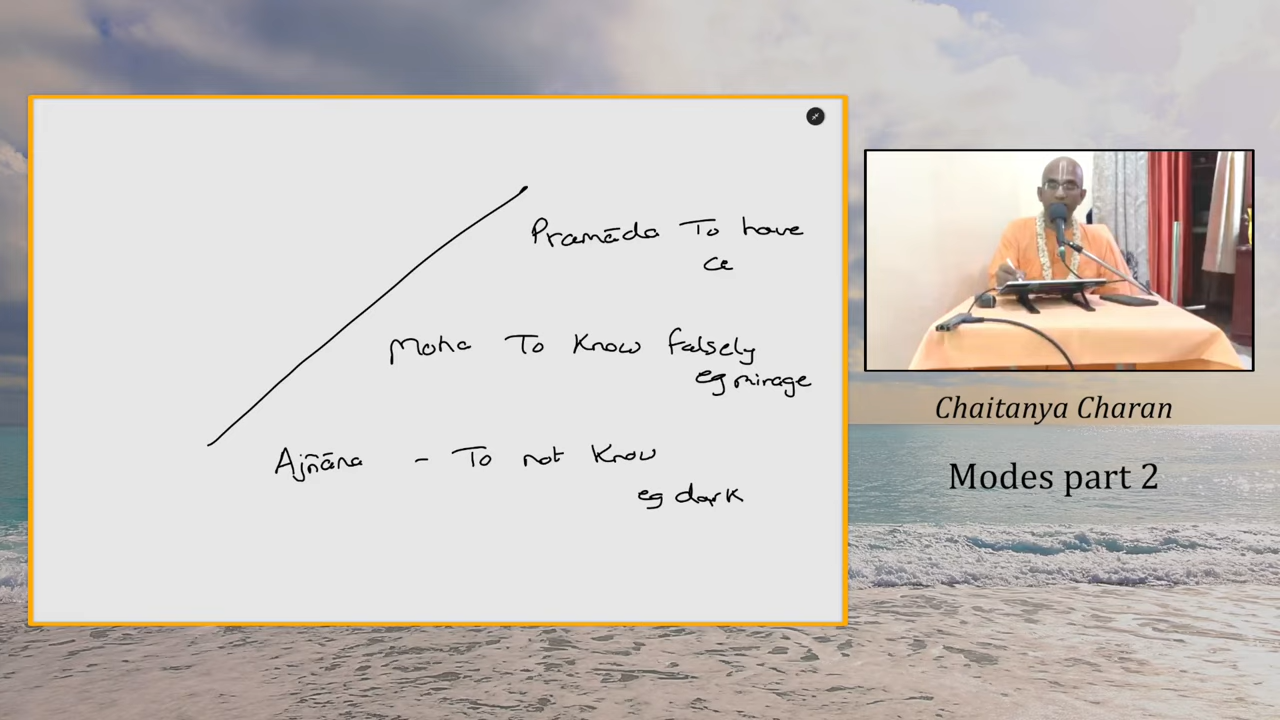 Pramāda To have
ce
Moha To Know falsely
eg mirage
Ajñāna - To not Know
eg dark
Chaitanya Charan
Modes part 2